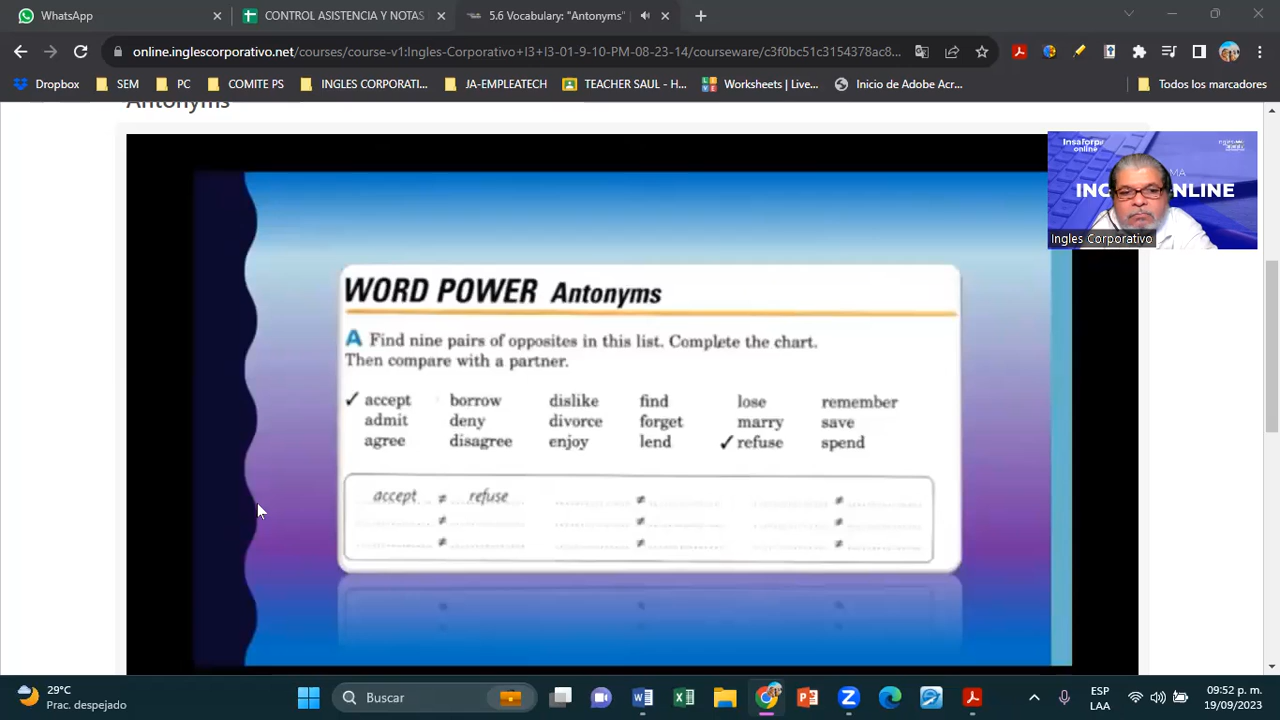 WhatsApp
CONTROL ASISTENCIA Y NOTAS
5.6 Vocabulary: "Antonyms"
online.inglescorporativo.net/courses/course-v1:Ingles-Corporativo+I3+I3-01-9-10-PM-08-23-14/courseware/c3f0bc51c3154378ac8...
Dropbox
SEM
PC
COMITE PS
INGLES CORPORATI...
JA-EMPLEATECH
TEACHER SAUL - H...
Worksheets | Live...
Inicio de Adobe Acr...
Todos los marcadores
Antonyms
Insaforp
online
INGLES ONLINE
Ingles Corporativo
WORD POWER Antonyms
A Find nine pairs of opposites in this list. Complete the chart.
Then compare with a partner.
✓ accept borrow dislike find lose remember
admit deny divorce forget marry save
agree disagree enjoy lend ✓ refuse spend
accept ≠ refuse ≠ ≠
≠ ≠ ≠
≠ ≠ ≠
29°C
Prac. despejado
Buscar
ESP
LAA
09:52 p. m.
19/09/2023